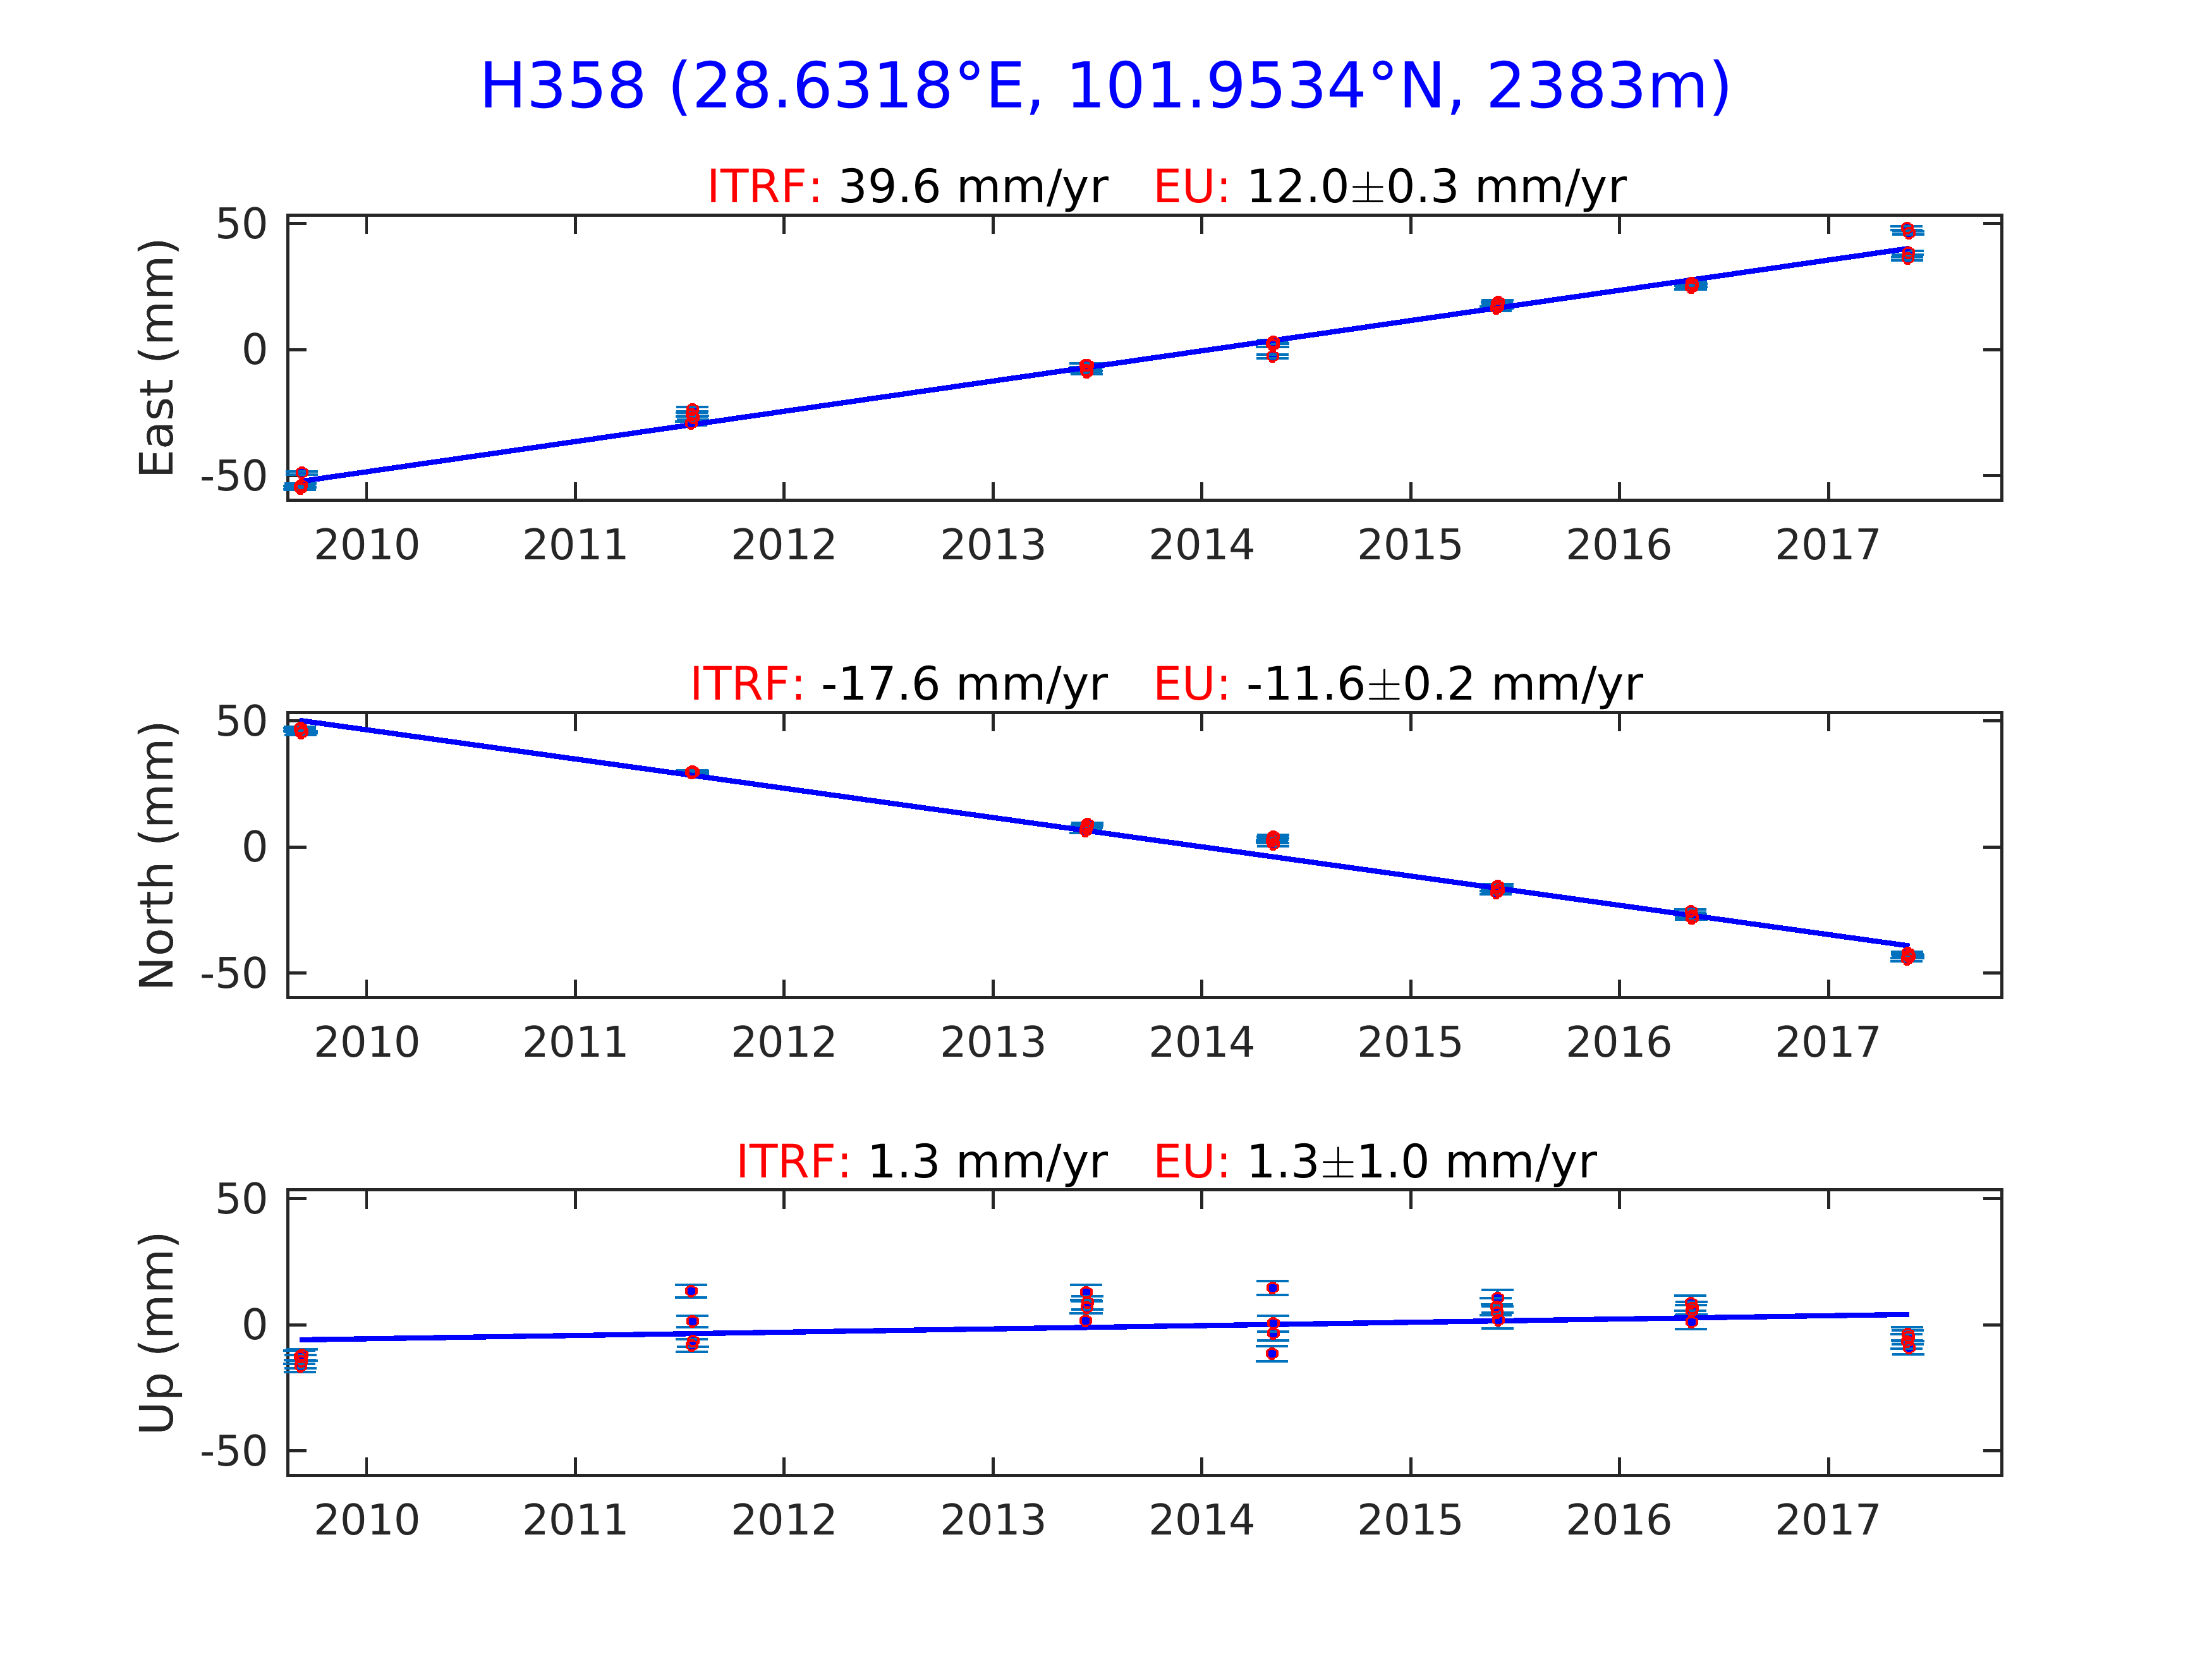 H358 (28.6318°E, 101.9534°N, 2383m)
ITRF: 39.6 mm/yr EU: 12.0±0.3 mm/yr
50
0
-50
East (mm)
2010 2011 2012 2013 2014 2015 2016 2017
ITRF: -17.6 mm/yr EU: -11.6±0.2 mm/yr
50
0
-50
North (mm)
2010 2011 2012 2013 2014 2015 2016 2017
ITRF: 1.3 mm/yr EU: 1.3±1.0 mm/yr
50
0
-50
Up (mm)
2010 2011 2012 2013 2014 2015 2016 2017